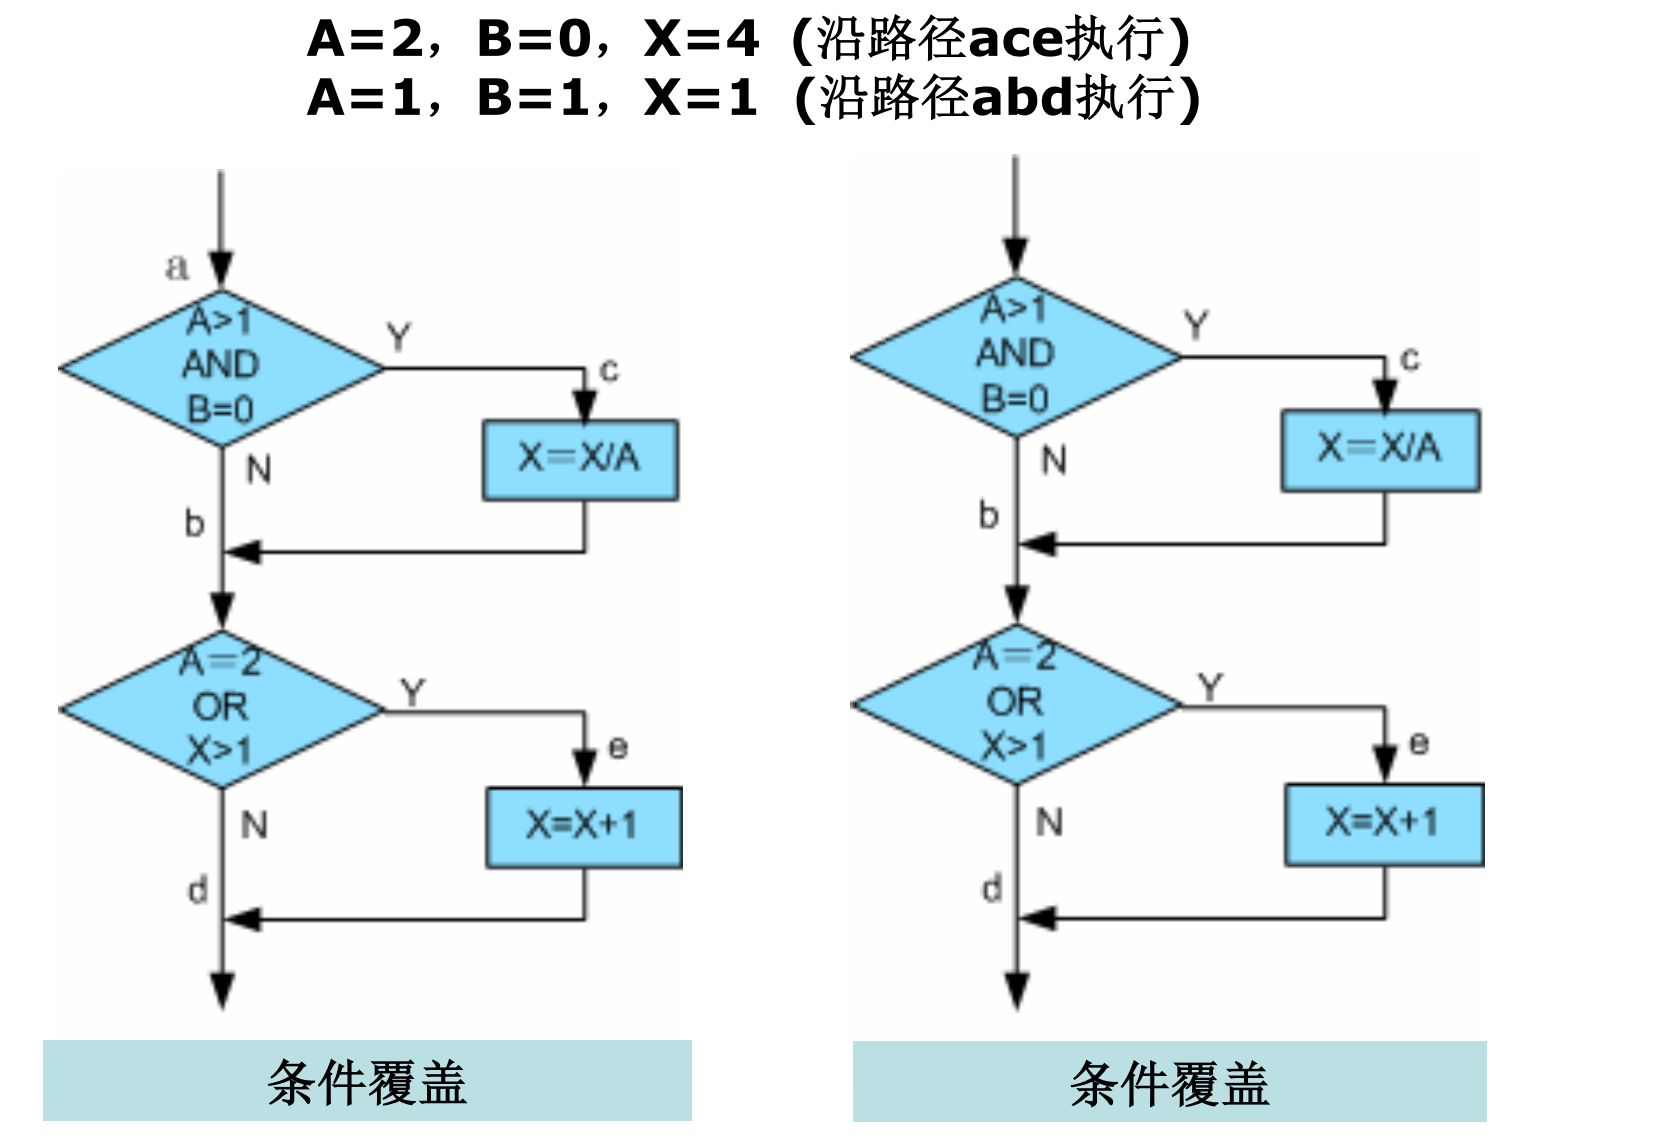 A=2，B=0，X=4 (沿路径ace执行)
A=1，B=1，X=1 (沿路径abd执行)
a
A>1
AND
B=0
Y
c
X=X/A
N
b
A=2
OR
X>1
Y
e
X=X+1
N
d
条件覆盖
A>1
AND
B=0
Y
c
X=X/A
N
b
A=2
OR
X>1
Y
e
X=X+1
N
d
条件覆盖